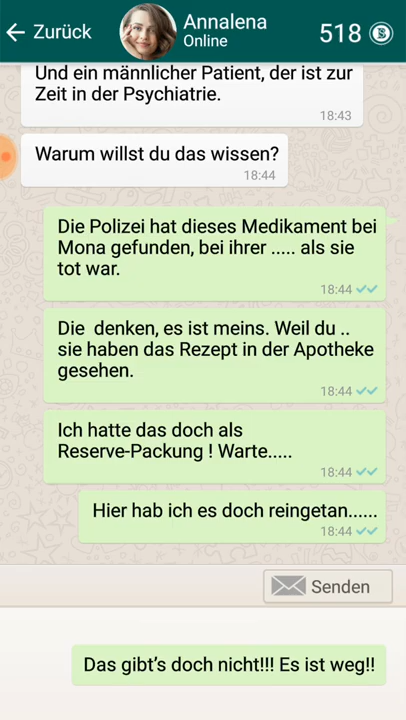 Zurück
Annalena
Online
518
Und ein männlicher Patient, der ist zur
Zeit in der Psychiatrie.
18:43
Warum willst du das wissen?
18:44
Die Polizei hat dieses Medikament bei
Mona gefunden, bei ihrer ..... als sie
tot war.
18:44
Die  denken, es ist meins. Weil du ..
sie haben das Rezept in der Apotheke
gesehen.
18:44
Ich hatte das doch als
Reserve-Packung ! Warte.....
18:44
Hier hab ich es doch reingetan......
18:44
Senden
Das gibt’s doch nicht!!! Es ist weg!!